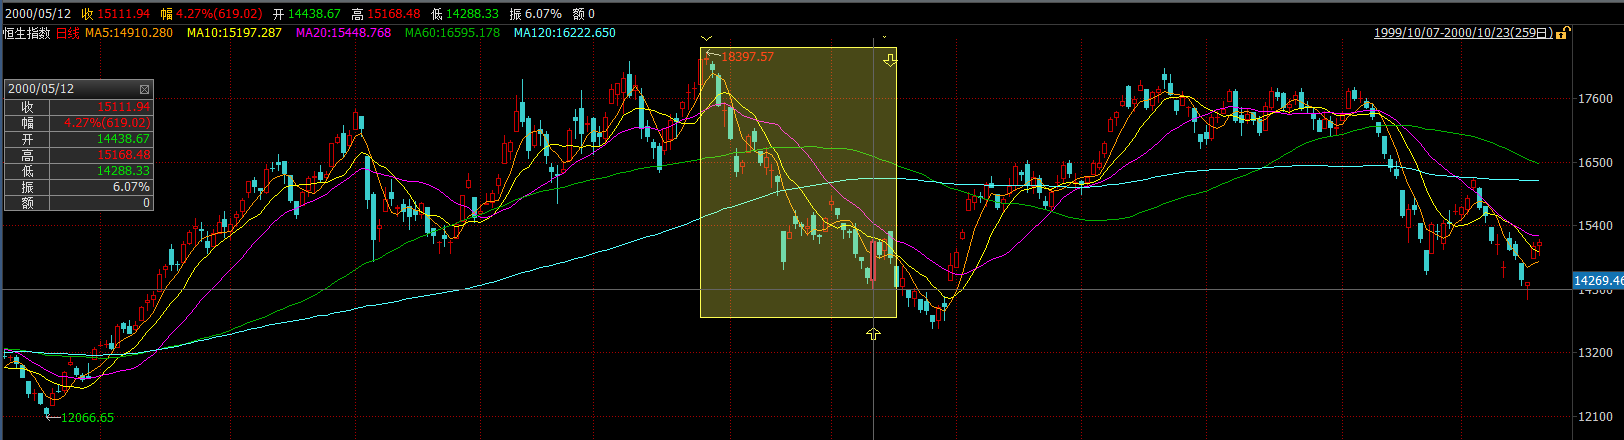 2000/05/12 收 15111.94 幅 4.27%(619.02) 开 14438.67 高 15168.48 低 14288.33 振 6.07% 额 0
恒生指数 日线 MA5:14910.280 MA10:15197.287 MA20:15448.768 MA60:16595.178 MA120:16222.650 1999/10/07-2000/10/23(259日)
18397.57
2000/05/12
收 15111.94
幅 4.27%(619.02)
开 14438.67
高 15168.48
低 14288.33
振 6.07%
额 0
17600
16500
15400
14269.46
14300
13200
12100
12066.65